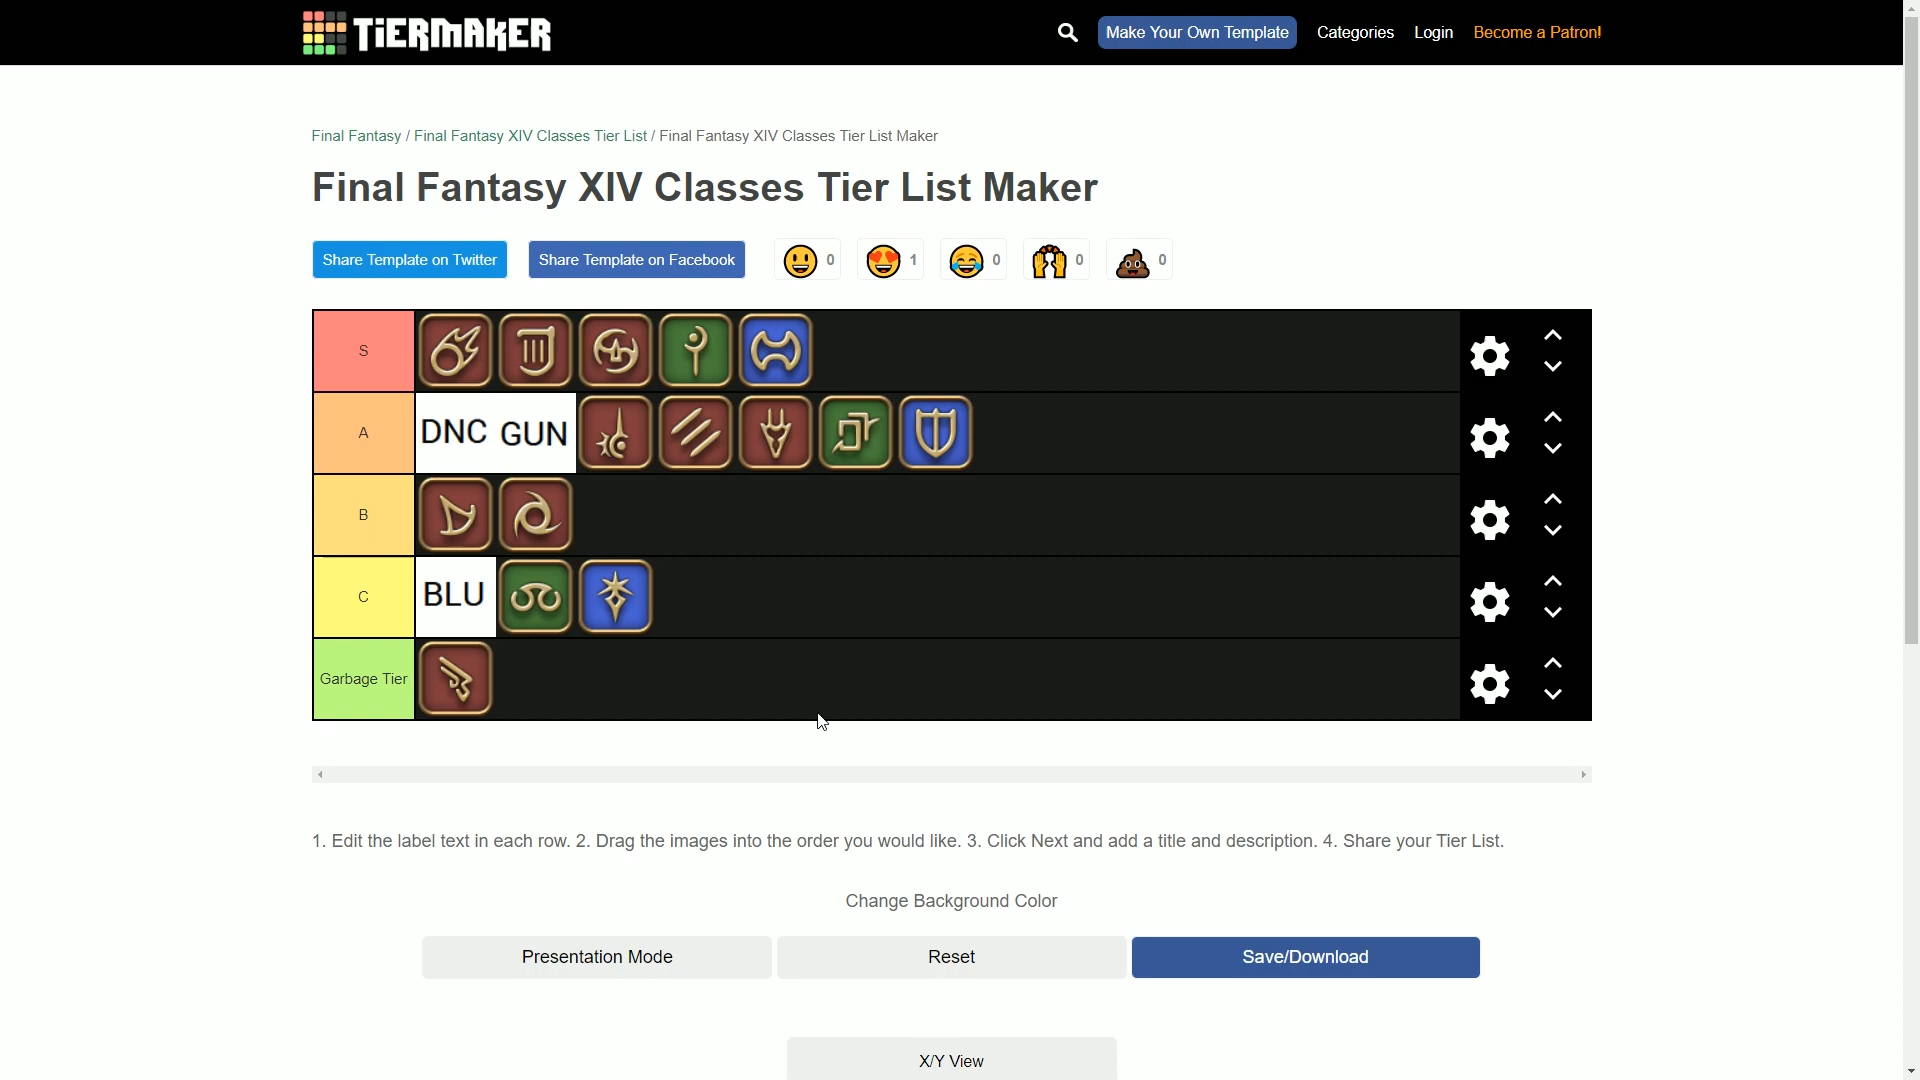 TiERMAKER
Make Your Own Template
Categories
Login
Become a Patron!
Final Fantasy / Final Fantasy XIV Classes Tier List / Final Fantasy XIV Classes Tier List Maker
Final Fantasy XIV Classes Tier List Maker
Share Template on Twitter
Share Template on Facebook
0
1
0
0
0
S
A
DNC GUN
B
C
BLU
Garbage Tier
1. Edit the label text in each row. 2. Drag the images into the order you would like. 3. Click Next and add a title and description. 4. Share your Tier List.
Change Background Color
Presentation Mode
Reset
Save/Download
X/Y View